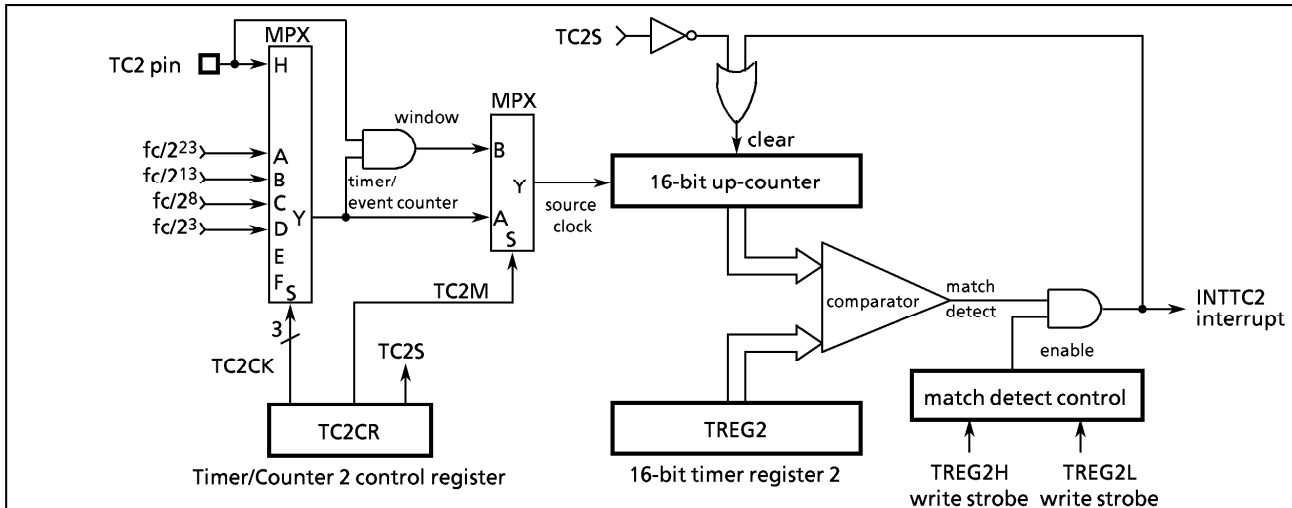 MPX
TC2 pin
H
TC2S
window
MPX
clear
fc/2²³
A
B
16-bit up-counter
fc/2¹³
B
timer/
event counter
Y
fc/2⁸
C
Y
A
source
clock
fc/2³
D
S
E
F
S
TC2M
comparator
match
detect
INTTC2
interrupt
3
TC2CK
TC2S
enable
TC2CR
TREG2
match detect control
Timer/Counter 2 control register
16-bit timer register 2
TREG2H
write strobe
TREG2L
write strobe